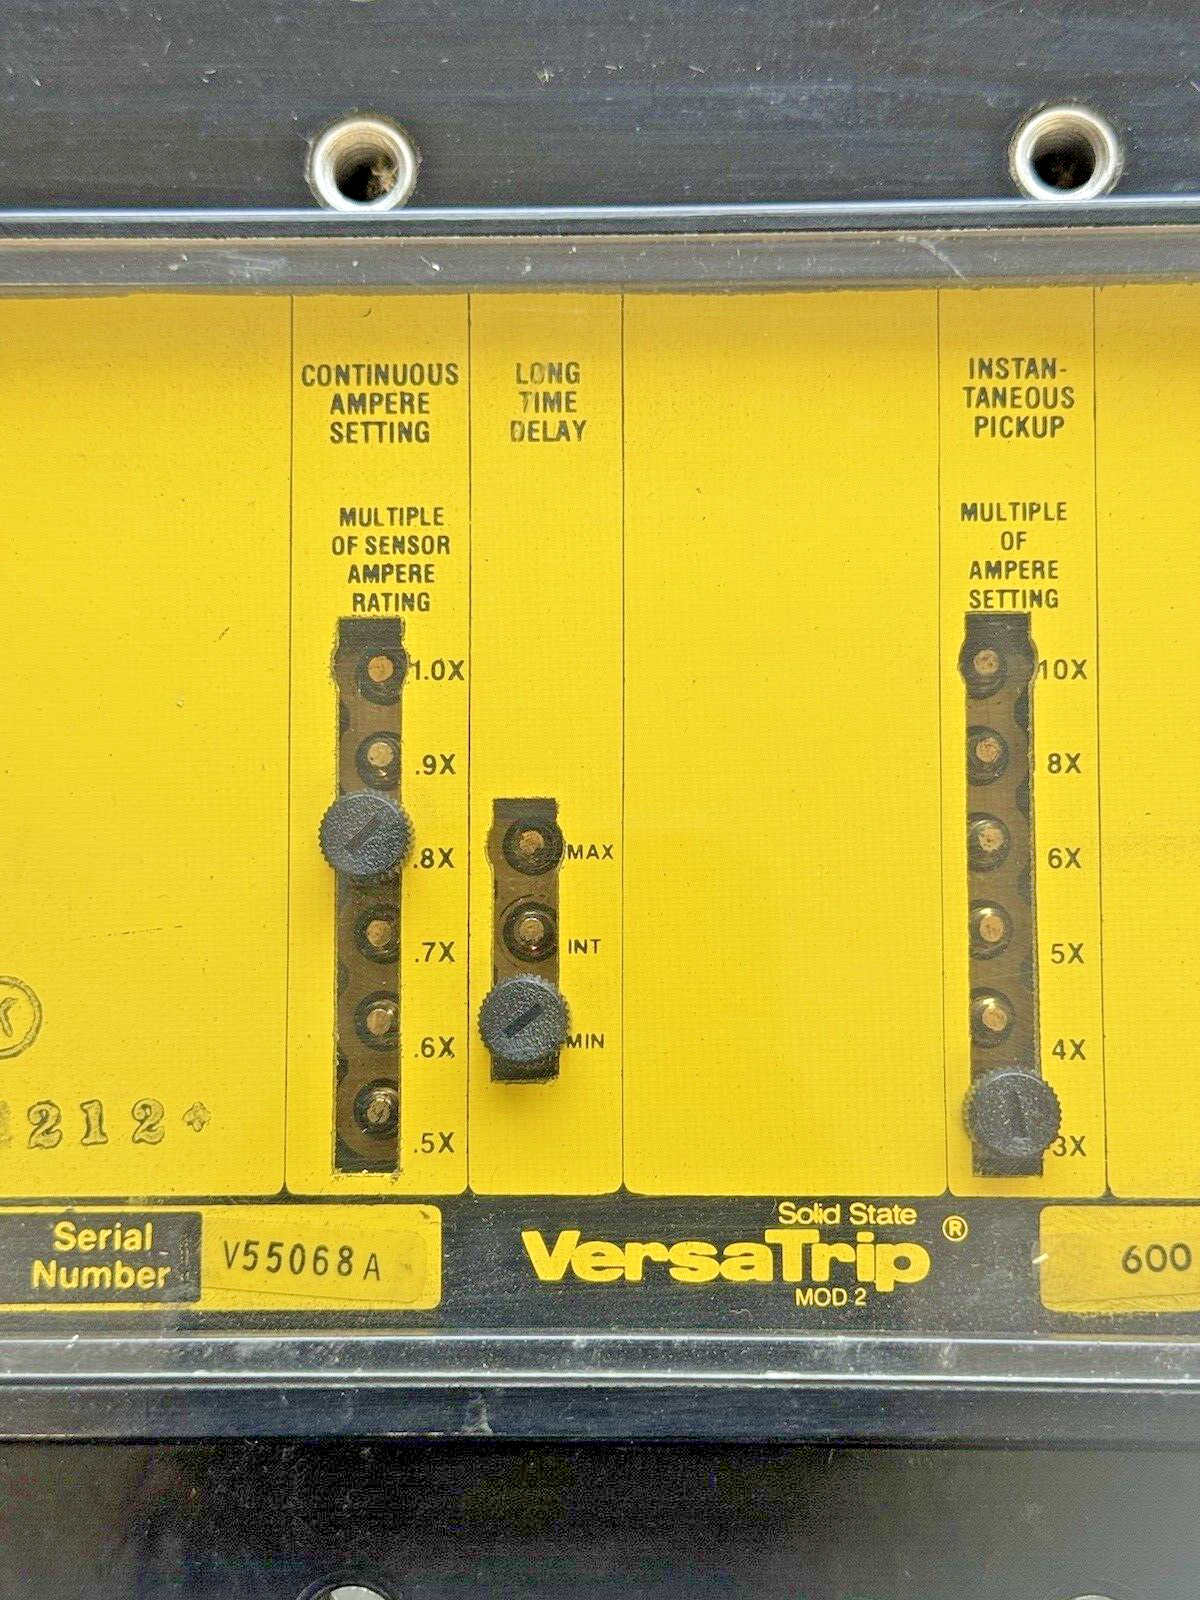 CONTINUOUS
AMPERE
SETTING
MULTIPLE
OF SENSOR
AMPERE
RATING
1.0X
.9X
.8X
.7X
.6X
.5X
LONG
TIME
DELAY
MAX
INT
MIN
INSTAN-
TANEOUS
PICKUP
MULTIPLE
OF
AMPERE
SETTING
10X
8X
6X
5X
4X
3X
212+
Serial
Number
V55068A
Solid State
VersaTrip®
MOD 2
600